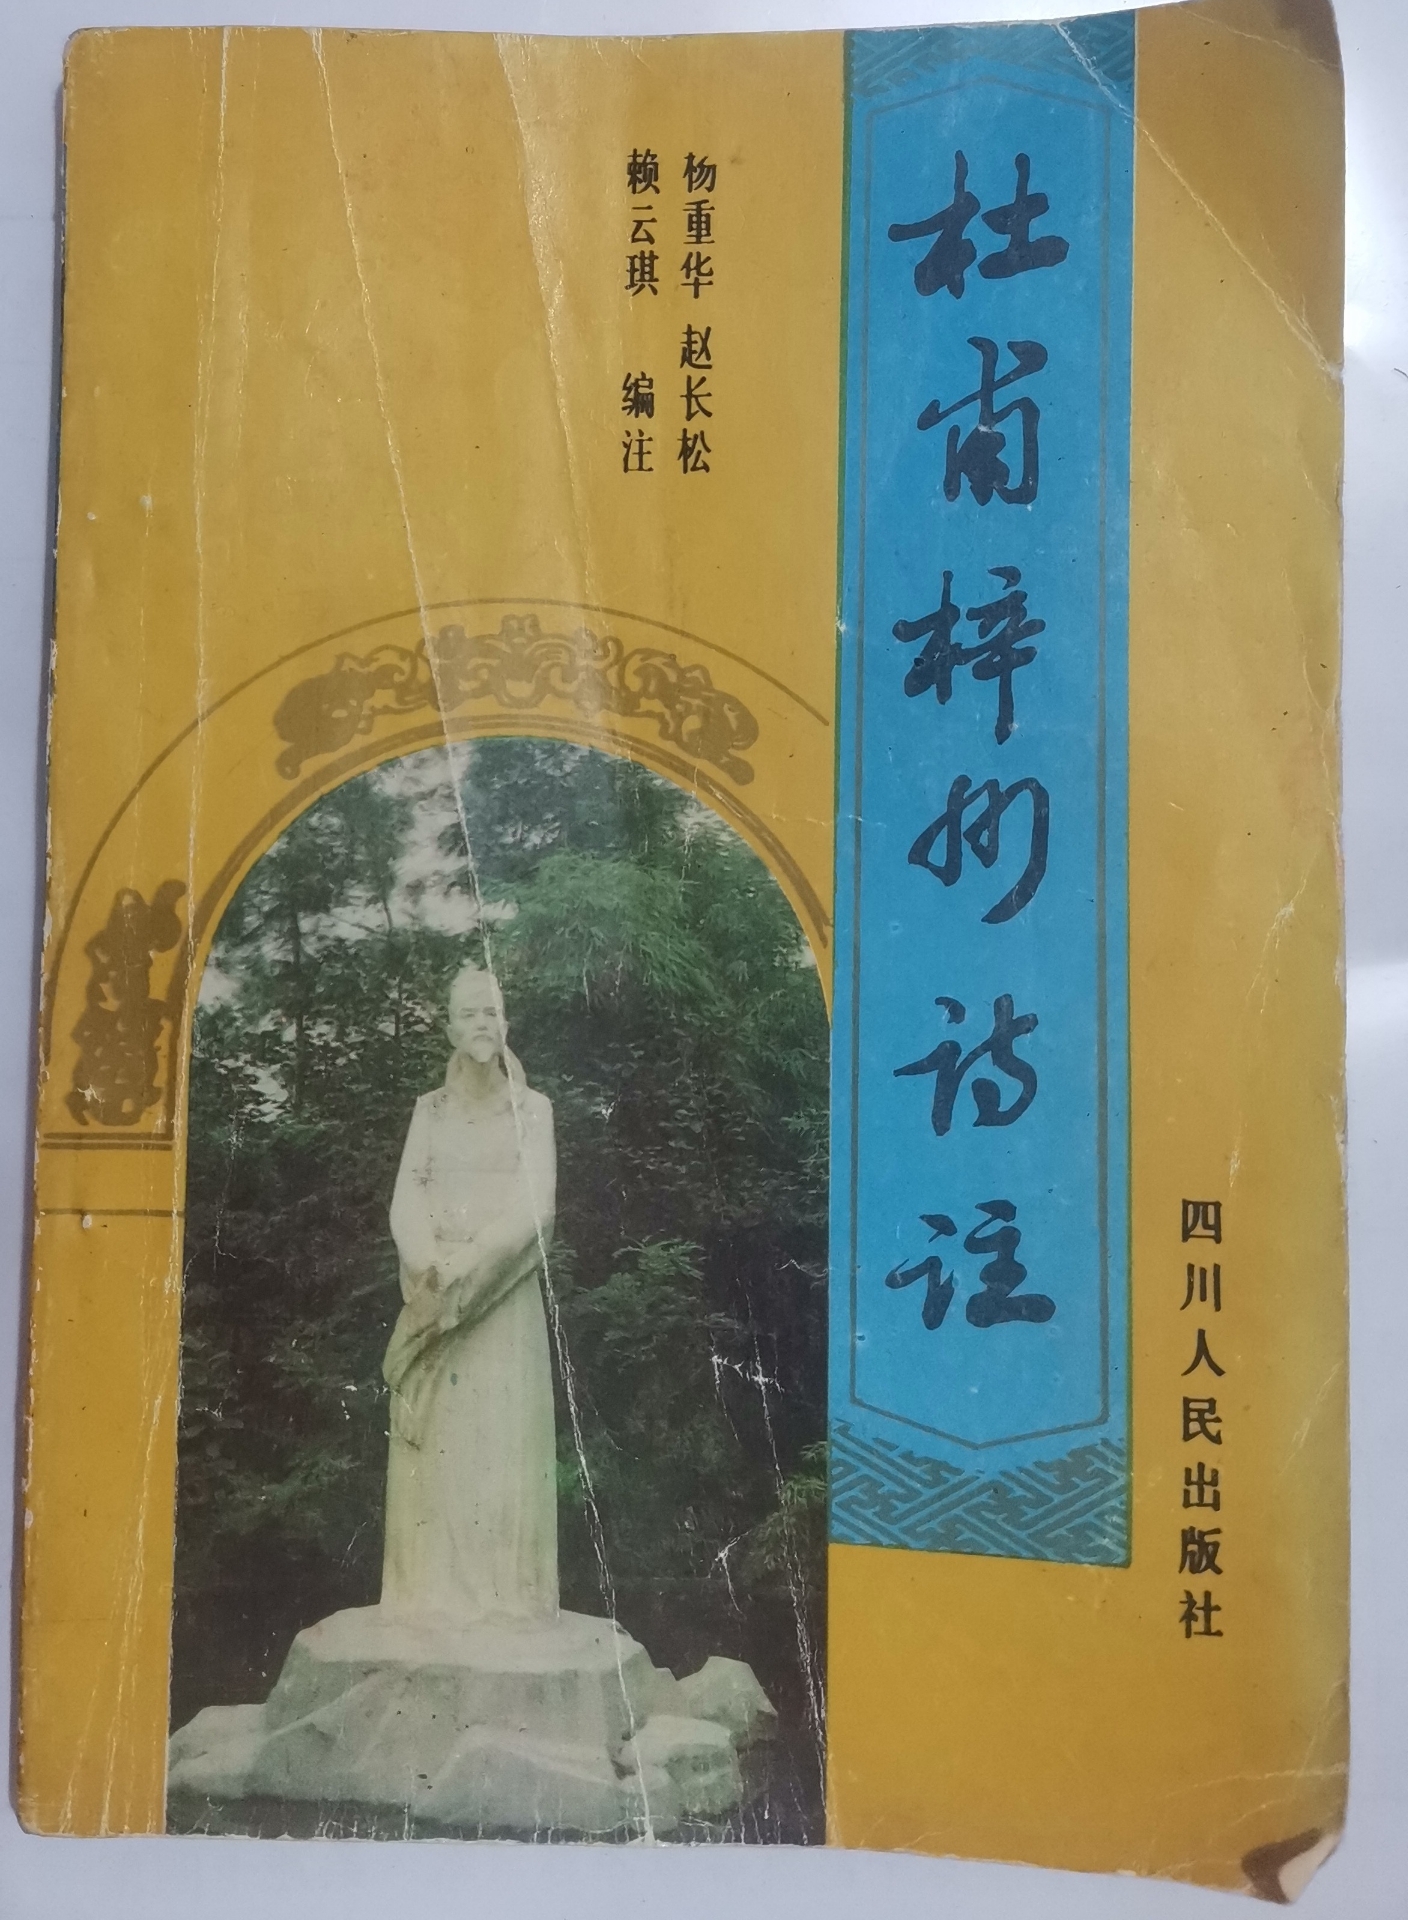 杜甫梓州诗註
杨重华 赵长松
赖云琪 编注
四川人民出版社